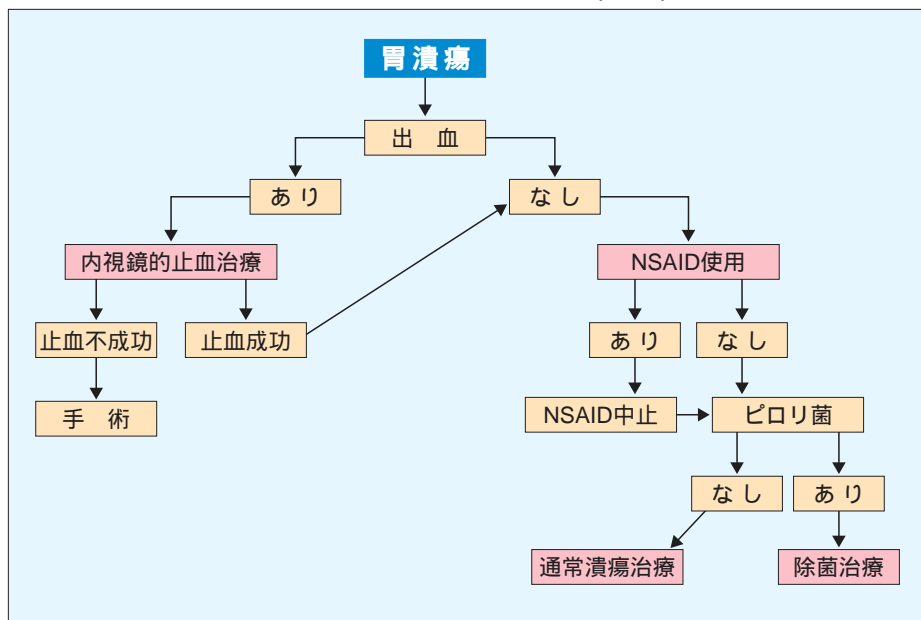 胃潰瘍
出 血
あ り
な し
内視鏡的止血治療
NSAID使用
止血不成功
止血成功
あ り
な し
手 術
NSAID中止
ピロリ菌
な し
あ り
通常潰瘍治療
除菌治療